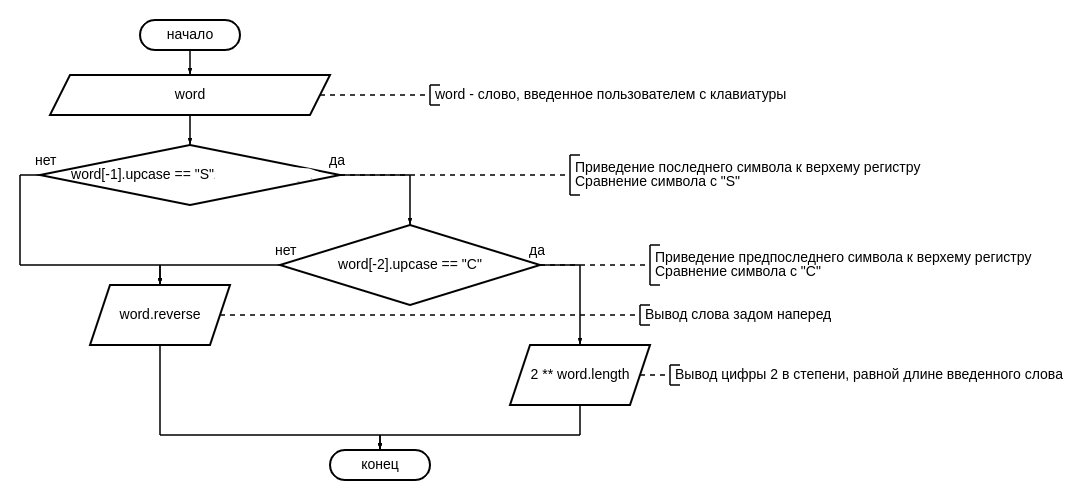 начало
word
word - слово, введенное пользователем с клавиатуры
нет
да
word[-1].upcase == "S"
Приведение последнего символа к верхему регистру
Сравнение символа с "S"
нет
да
word[-2].upcase == "C"
Приведение предпоследнего символа к верхему регистру
Сравнение символа с "C"
word.reverse
Вывод слова задом наперед
2 ** word.length
Вывод цифры 2 в степени, равной длине введенного слова
конец